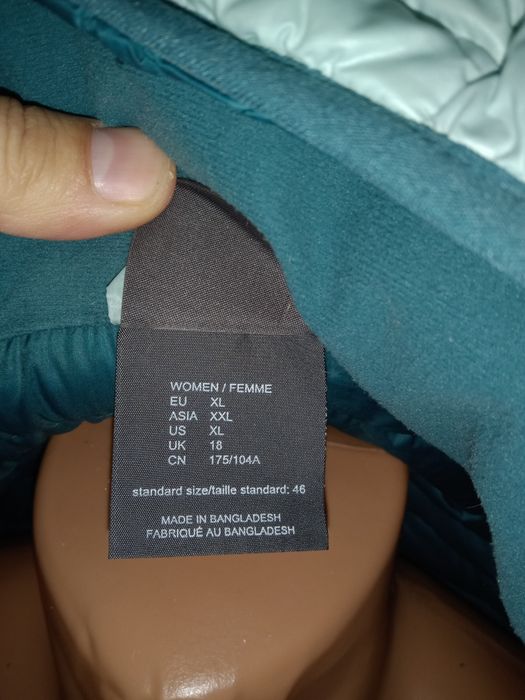 WOMEN / FEMME
EU XL
ASIA XXL
US XL
UK 18
CN 175/104A
standard size/taille standard: 46
MADE IN BANGLADESH
FABRIQUÉ AU BANGLADESH